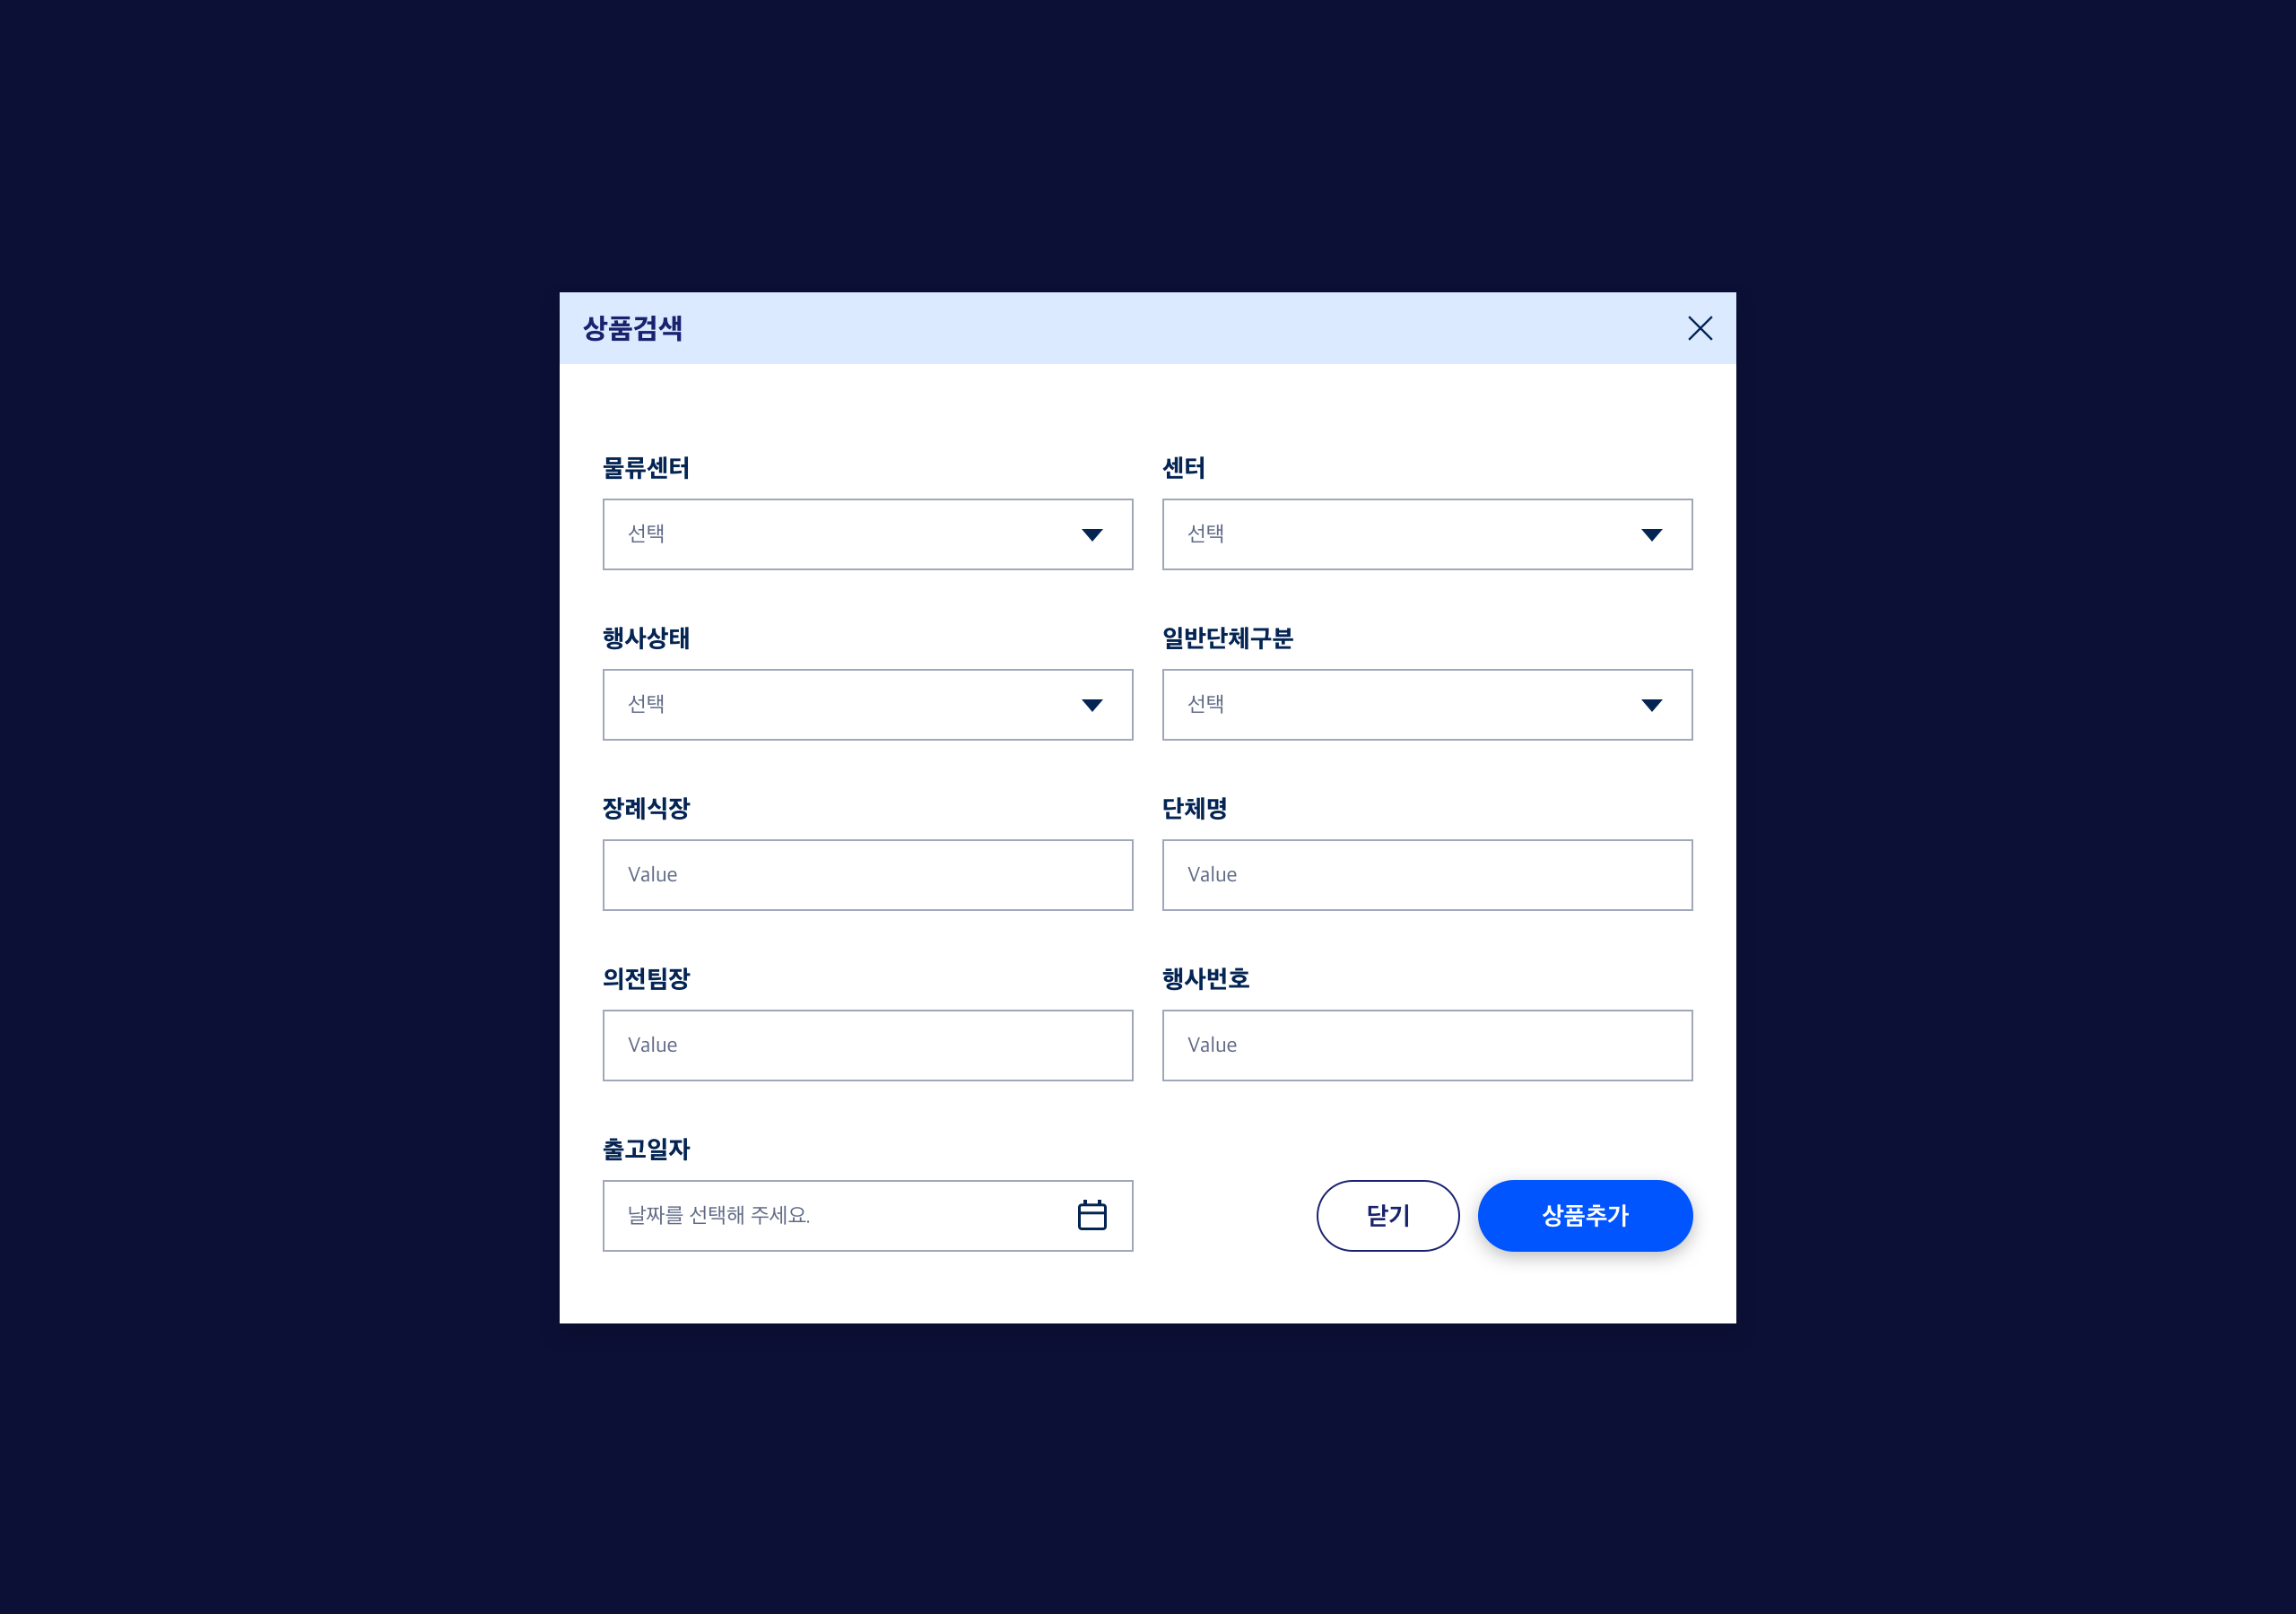 상품검색
물류센터
센터
선택
선택
행사상태
일반단체구분
선택
선택
장례식장
단체명
Value
Value
의전팀장
행사번호
Value
Value
출고일자
날짜를 선택해 주세요.
닫기
상품추가